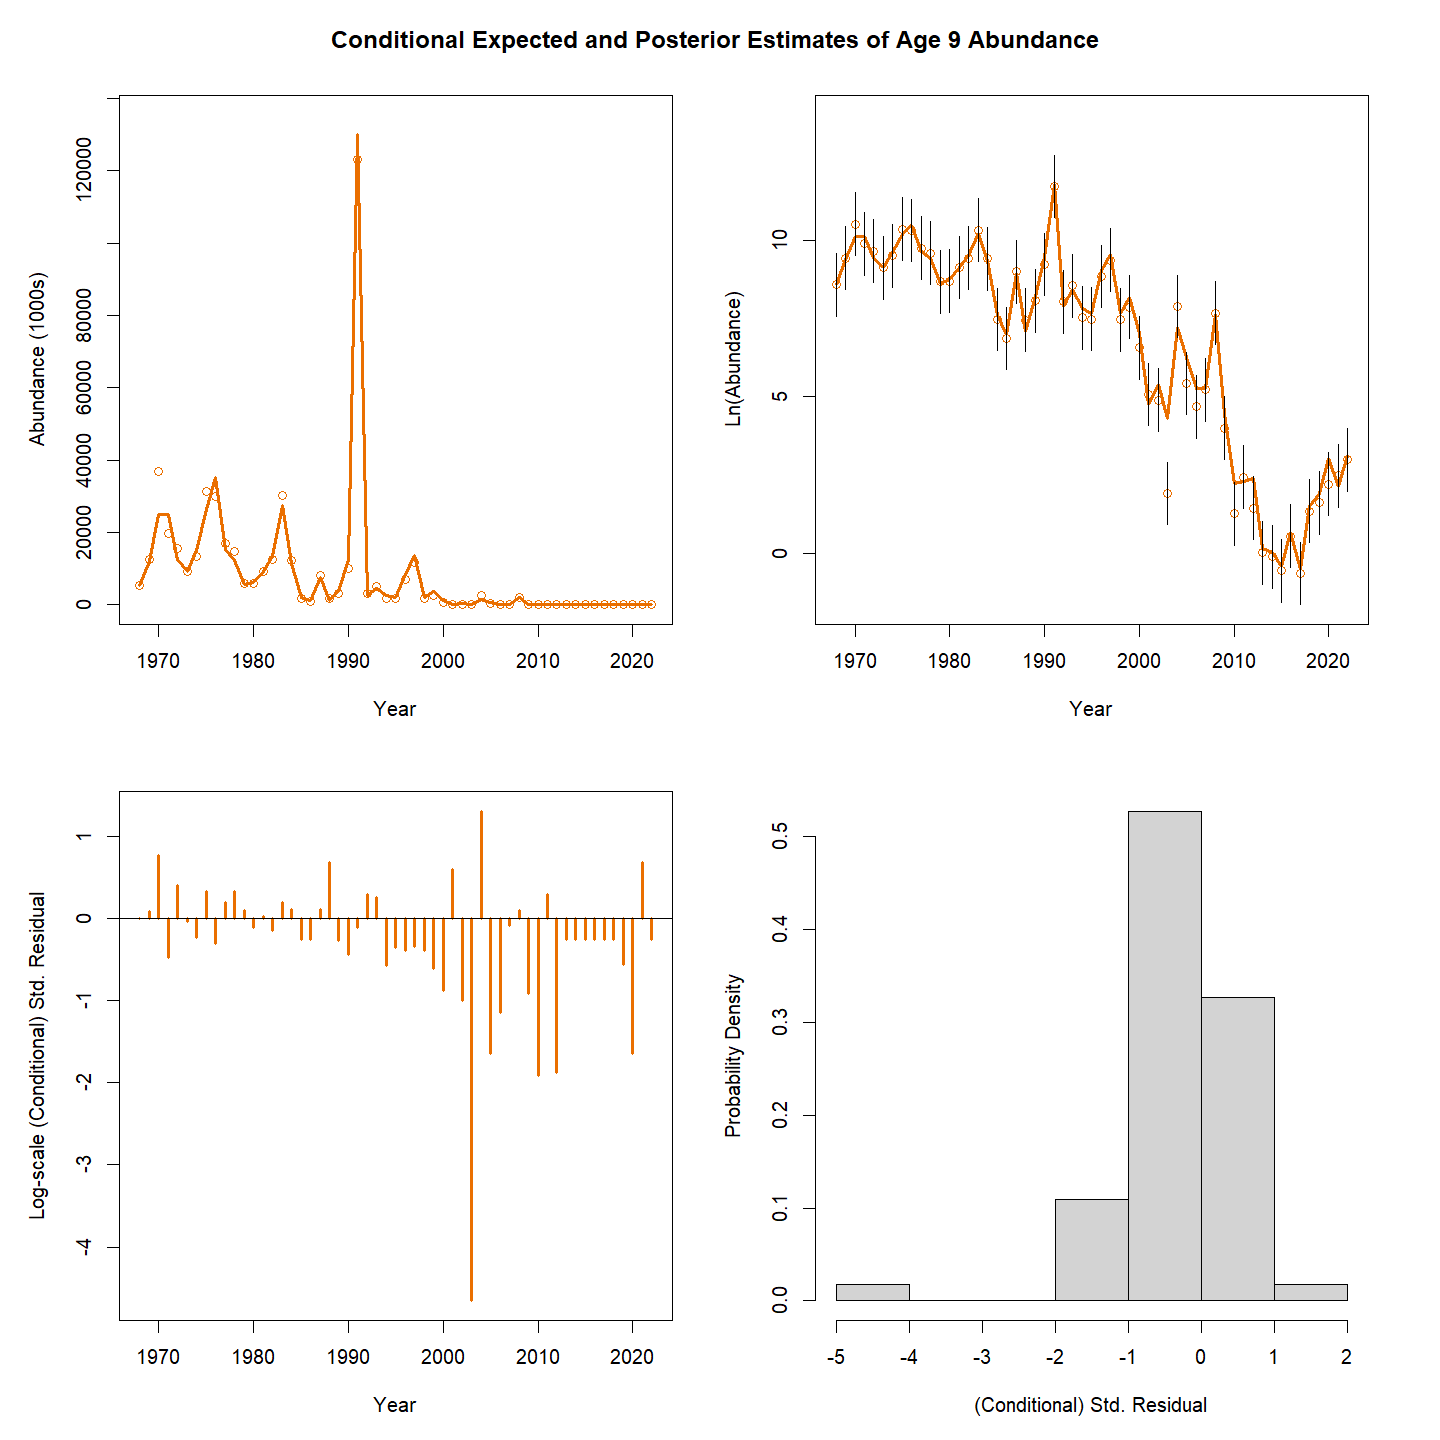 Conditional Expected and Posterior Estimates of Age 9 Abundance
Abundance (1000s)
0
20000
40000
60000
80000
120000
1970 1980 1990 2000 2010 2020
Year
Ln(Abundance)
0
5
10
1970 1980 1990 2000 2010 2020
Year
Log-scale (Conditional) Std. Residual
-4
-3
-2
-1
0
1
1970 1980 1990 2000 2010 2020
Year
Probability Density
0.0
0.1
0.2
0.3
0.4
0.5
-5 -4 -3 -2 -1 0 1 2
(Conditional) Std. Residual